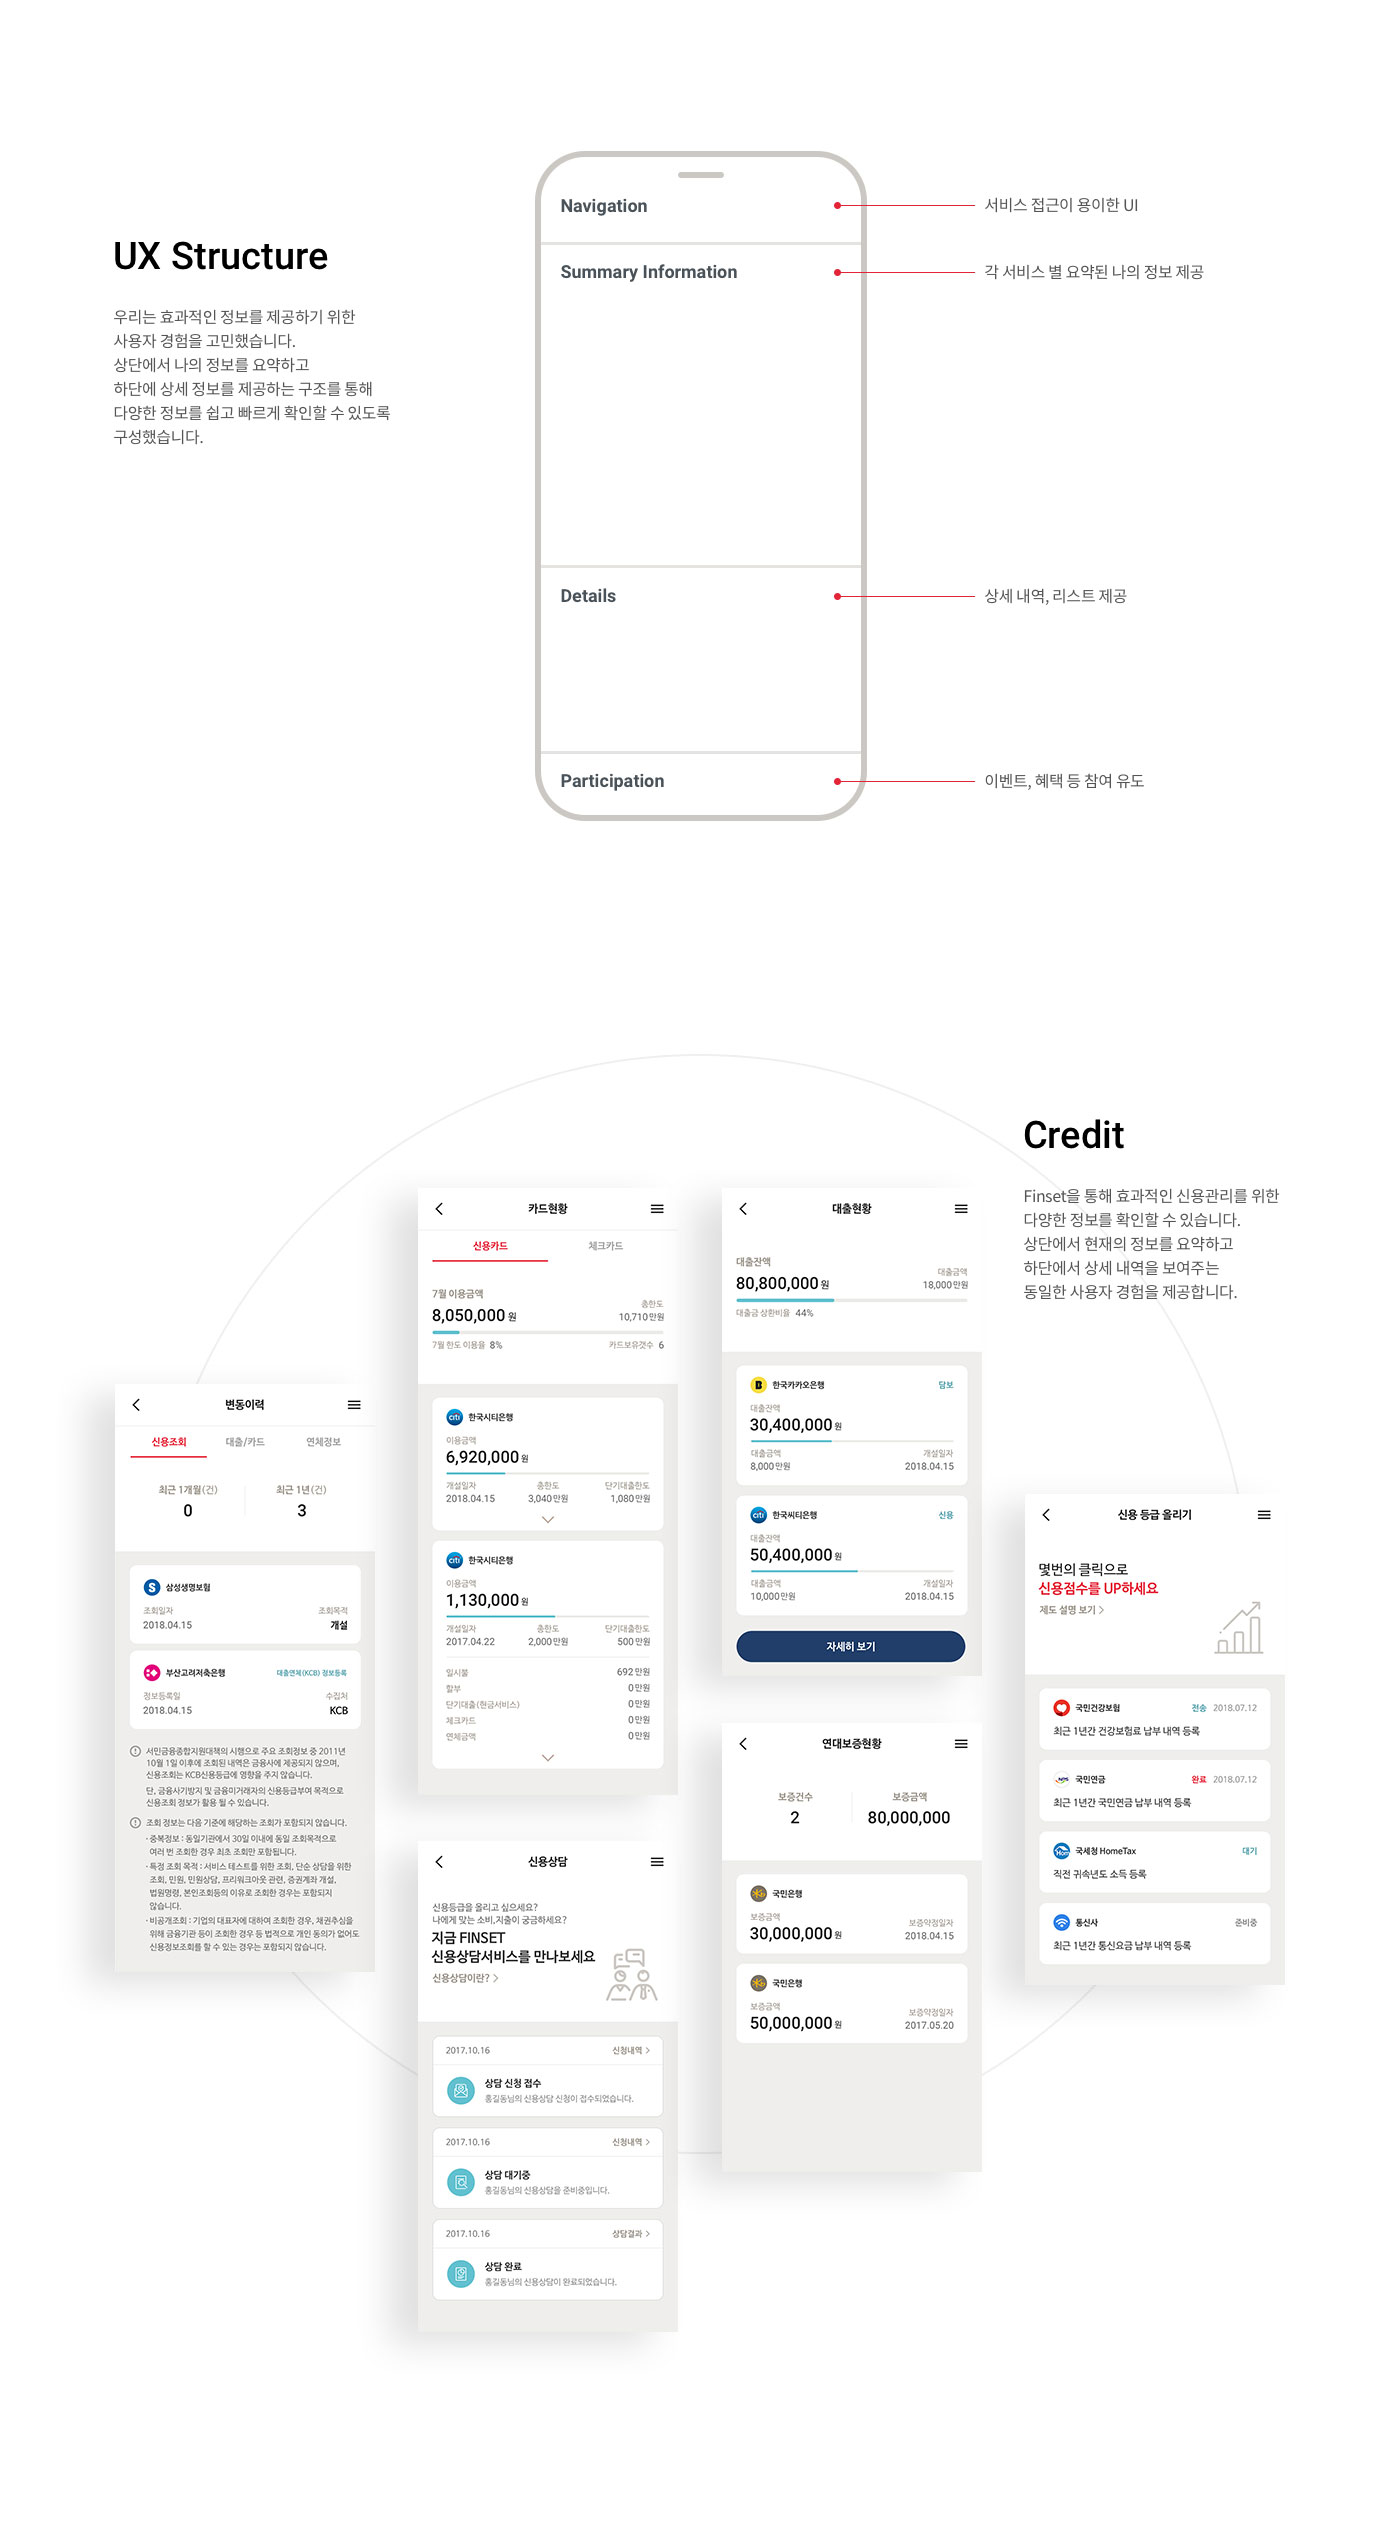 UX Structure
우리는 효과적인 정보를 제공하기 위한
사용자 경험을 고민했습니다.
상단에서 나의 정보를 요약하고
하단에 상세 정보를 제공하는 구조를 통해
다양한 정보를 쉽고 빠르게 확인할 수 있도록
구성했습니다.
Navigation
서비스 접근이 용이한 UI
Summary Information
각 서비스 별 요약된 나의 정보 제공
Details
상세 내역, 리스트 제공
Participation
이벤트, 혜택 등 참여 유도
Credit
Finset을 통해 효과적인 신용관리를 위한
다양한 정보를 확인할 수 있습니다.
상단에서 현재의 정보를 요약하고
하단에서 상세 내역을 보여주는
동일한 사용자 경험을 제공합니다.
변동이력
신용조회 대출/카드 연체정보
최근 1개월(건) 최근 1년(건)
0 3
삼성생명보험
조회일자 조회목적
2018.04.15 개설
부산고려저축은행 대출연체(KCB) 정보등록
정보등록일 수집처
2018.04.15 KCB
서민금융종합지원대책의 시행으로 주요 조회정보 중 2011년
10월 1일 이후에 조회된 내역은 금융사에 제공되지 않으며,
신용조회는 KCB신용등급에 영향을 주지 않습니다.
단, 금융사기방지 및 금융미거래자의 신용등급부여 목적으로
신용조회 정보가 활용 될 수 있습니다.
조회 정보는 다음 기준에 해당하는 조회가 포함되지 않습니다.
· 중복정보 : 동일기관에서 30일 이내에 동일 조회목적으로
여러 번 조회한 경우 최초 조회만 포함됩니다.
· 특정 조회 목적 : 서비스 테스트를 위한 조회, 단순 상담을 위한
조회, 민원, 민원상담, 프리워크아웃 관련, 증권계좌 개설,
법원명령, 본인조회등의 이유로 조회한 경우는 포함되지
않습니다.
· 비공개조회 : 기업의 대표자에 대하여 조회한 경우, 채권추심을
위해 금융기관 등이 조회한 경우 등 법적으로 개인 동의가 없어도
신용정보조회를 할 수 있는 경우는 포함되지 않습니다.
카드현황
신용카드 체크카드
7월 이용금액
총한도
8,050,000 원 10,710만원
7월 한도 이용율 8% 카드보유갯수 6
citi 한국시티은행
이용금액
6,920,000 원
개설일자 총한도 단기대출한도
2018.04.15 3,040만원 1,080만원
citi 한국시티은행
이용금액
1,130,000 원
개설일자 총한도 단기대출한도
2017.04.22 2,000만원 500만원
일시불 692만원
할부 0만원
단기대출(현금서비스) 0만원
체크카드 0만원
연체금액 0만원
신용상담
신용등급을 올리고 싶으세요?
나에게 맞는 소비,지출이 궁금하세요?
지금 FINSET
신용상담서비스를 만나보세요
신용상담이란?
2017.10.16 신청내역
상담 신청 접수
홍길동님의 신용상담 신청이 접수되었습니다.
2017.10.16 신청내역
상담 대기중
홍길동님의 신용상담을 준비중입니다.
2017.10.16 상담결과
상담 완료
홍길동님의 신용상담이 완료되었습니다.
대출현황
대출잔액
대출금액
80,800,000 원 18,000만원
대출금 상환비율 44%
B 한국카카오은행 담보
대출잔액
30,400,000 원
대출금액 개설일자
8,000만원 2018.04.15
citi 한국씨티은행 신용
대출잔액
50,400,000 원
대출금액 개설일자
10,000만원 2018.04.15
자세히 보기
연대보증현황
보증건수 보증금액
2 80,000,000
국민은행
보증금액
보증약정일자
30,000,000 원 2018.04.15
국민은행
보증금액
보증약정일자
50,000,000 원 2017.05.20
신용 등급 올리기
몇번의 클릭으로
신용점수를 UP하세요
제도 설명 보기
국민건강보험 전송 2018.07.12
최근 1년간 건강보험료 납부 내역 등록
국민연금 완료 2018.07.12
최근 1년간 국민연금 납부 내역 등록
국세청 HomeTax 대기
직전 귀속년도 소득 등록
통신사 준비중
최근 1년간 통신요금 납부 내역 등록